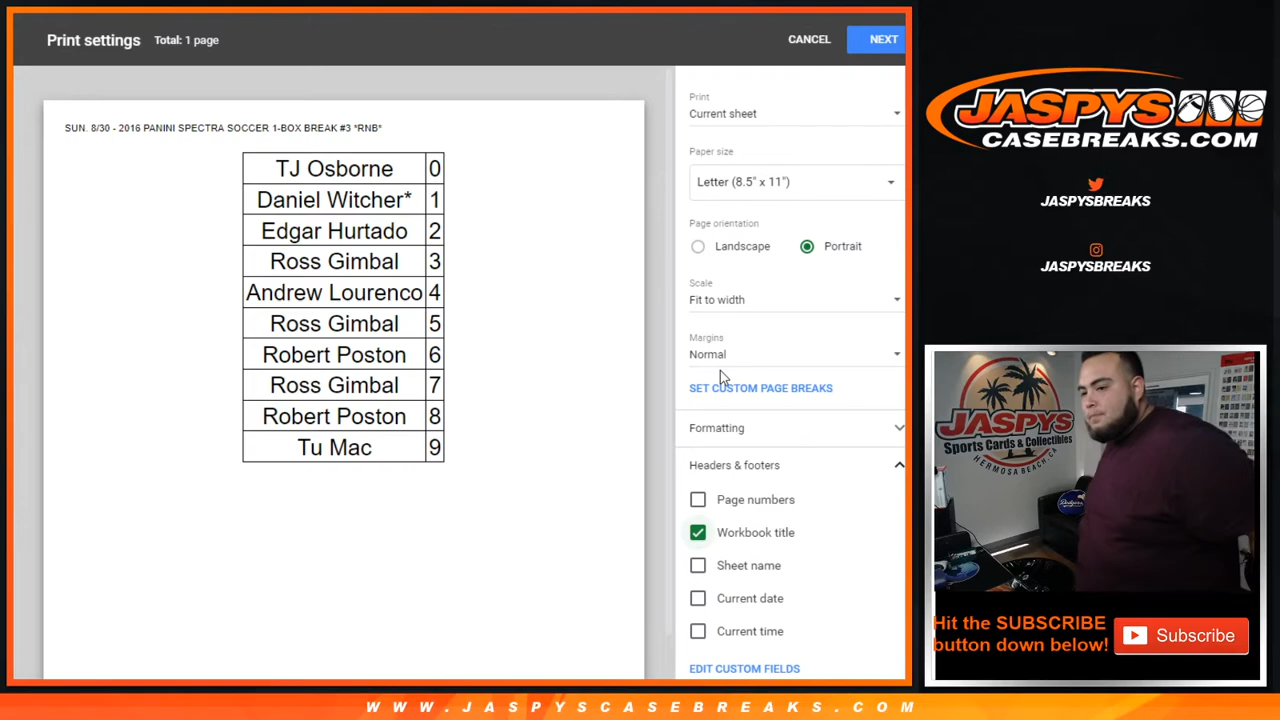 Print settings Total: 1 page CANCEL NEXT
SUN. 8/30 - 2016 PANINI SPECTRA SOCCER 1-BOX BREAK #3 *RNB*
TJ Osborne 0
Daniel Witcher* 1
Edgar Hurtado 2
Ross Gimbal 3
Andrew Lourenco 4
Ross Gimbal 5
Robert Poston 6
Ross Gimbal 7
Robert Poston 8
Tu Mac 9
Print
Current sheet
Paper size
Letter (8.5" x 11")
Page orientation
Landscape Portrait
Scale
Fit to width
Margins
Normal
SET CUSTOM PAGE BREAKS
Formatting
Headers & footers
Page numbers
Workbook title
Sheet name
Current date
Current time
EDIT CUSTOM FIELDS
JASPYS
CASEBREAKS.COM
JASPYSBREAKS
JASPYSBREAKS
JASPYS
Sports Cards & Collectibles
HERMOSA BEACH, CA
Dodgers
Hit the SUBSCRIBE
button down below!
Subscribe
WWW.JASPYSCASEBREAKS.COM